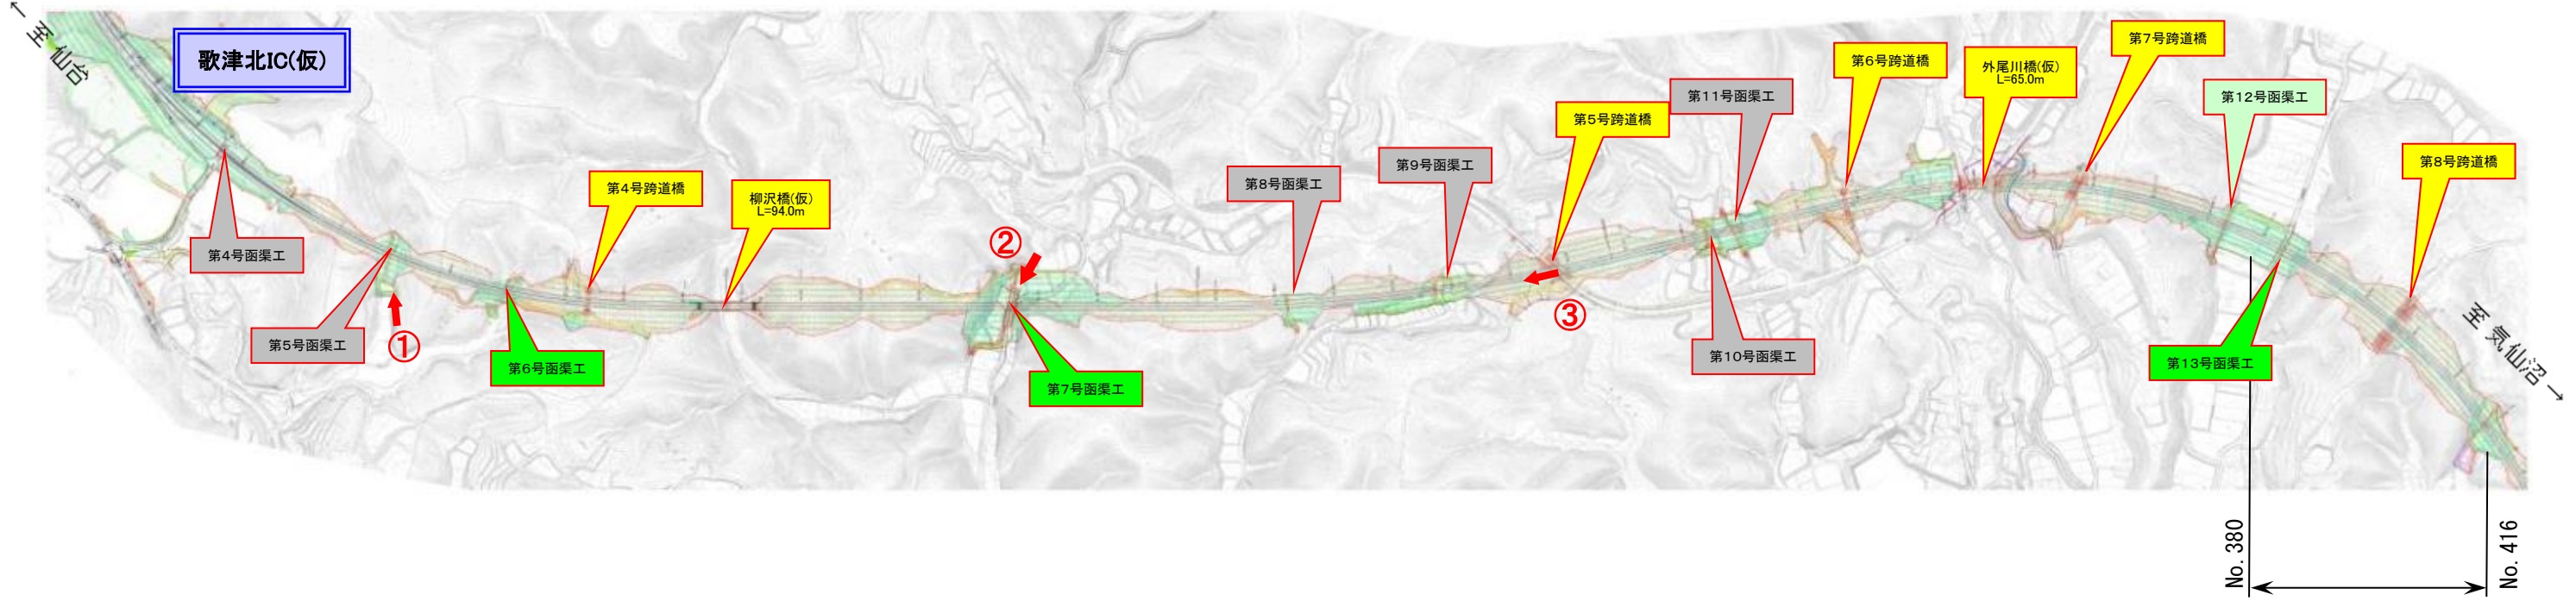 ← 至 仙台
歌津北IC(仮)
第4号函渠工
第5号函渠工
①
第6号函渠工
第4号跨道橋
柳沢橋(仮)
L=94.0m
②
第7号函渠工
第8号函渠工
第9号函渠工
第5号跨道橋
③
第11号函渠工
第10号函渠工
第6号跨道橋
外尾川橋(仮)
L=65.0m
第7号跨道橋
第12号函渠工
第13号函渠工
第8号跨道橋
至 気仙沼 →
No. 380
No. 416